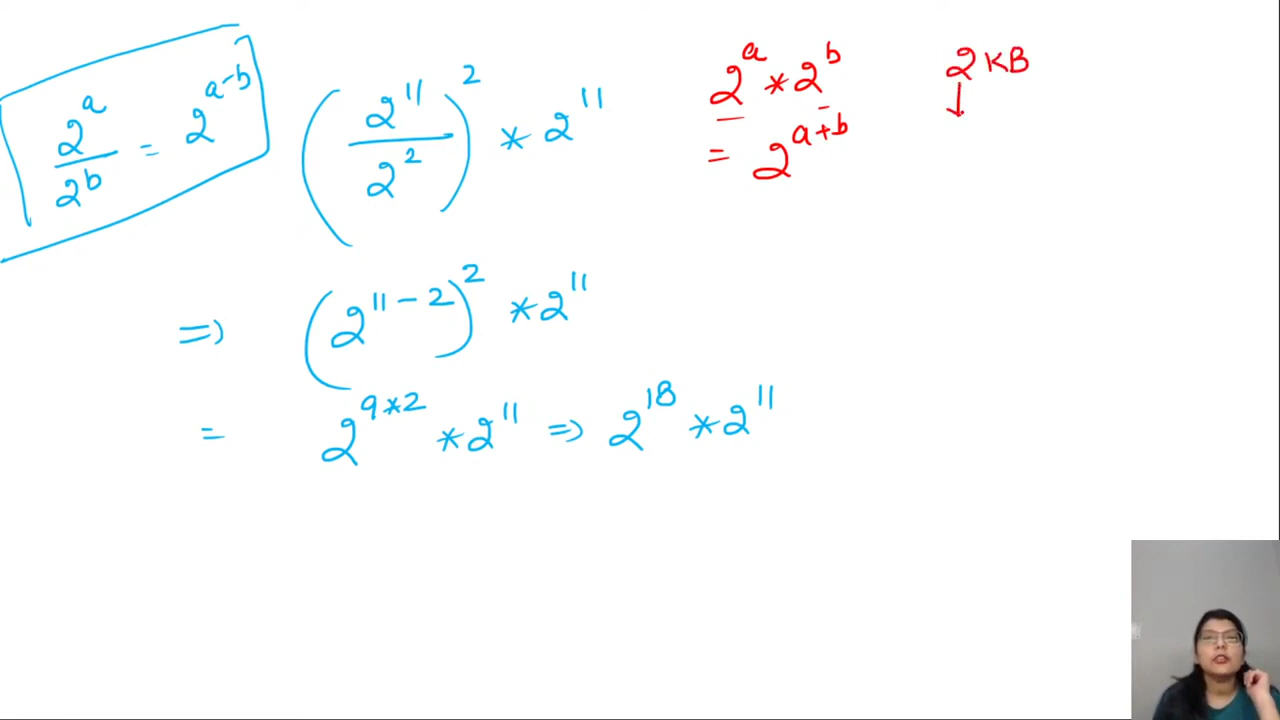 2^a / 2^b = 2^(a-b)
(2^11 / 2^2)^2 * 2^11
2^a * 2^b
= 2^(a+b)
2 KB
↓
=> (2^(11-2))^2 * 2^11
= 2^(9*2) * 2^11 => 2^18 * 2^11